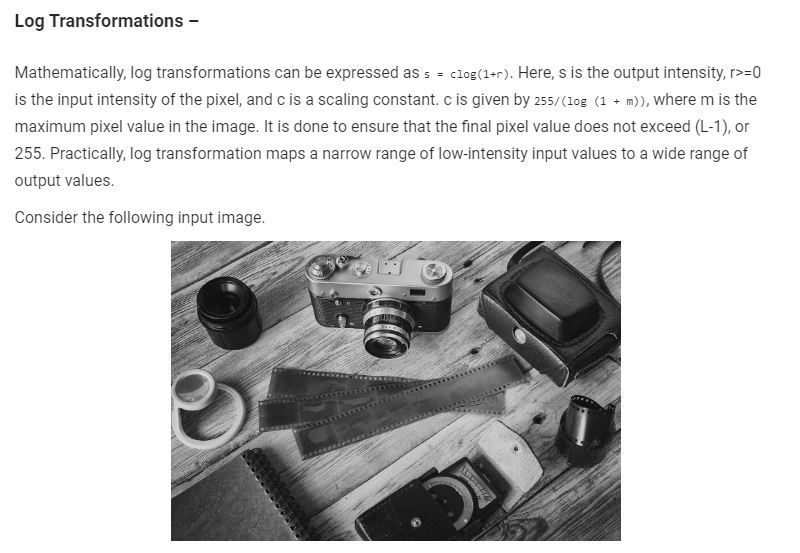 Log Transformations –
Mathematically, log transformations can be expressed as s = clog(1+r). Here, s is the output intensity, r>=0
is the input intensity of the pixel, and c is a scaling constant. c is given by 255/(log (1 + m)), where m is the
maximum pixel value in the image. It is done to ensure that the final pixel value does not exceed (L-1), or
255. Practically, log transformation maps a narrow range of low-intensity input values to a wide range of
output values.
Consider the following input image.